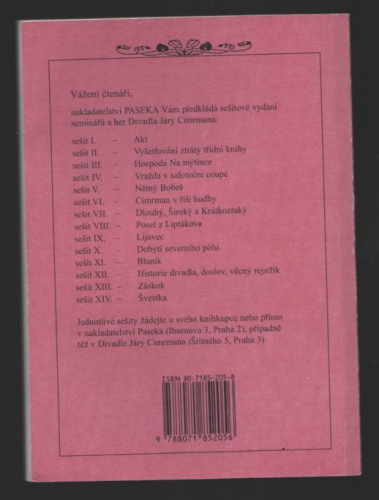 Vážení čtenáři,
nakladatelství PASEKA Vám předkládá sešitové vydání
seminářů a her Divadla Járy Cimrmana:
sešit I. – Akt
sešit II. – Vyšetřování ztráty třídní knihy
sešit III. – Hospoda Na mýtince
sešit IV. – Vražda v salonním coupé
sešit V. – Němý Bobeš
sešit VI. – Cimrman v říši hudby
sešit VII. – Dlouhý, Široký a Krátkozraký
sešit VIII. – Posel z Liptákova
sešit IX. – Lijavec
sešit X. – Dobytí severního pólu
sešit XI. – Blaník
sešit XII. – Historie divadla, doslov, věcný rejstřík
sešit XIII. – Záskok
sešit XIV. – Švestka
Jednotlivé sešity žádejte u svého knihkupce nebo přímo
v nakladatelství Paseka (Ibsenova 3, Praha 2), případně
též v Divadle Járy Cimrmana (Štítného 5, Praha 3).
ISBN 80-7185-205-8
9 788071 852056